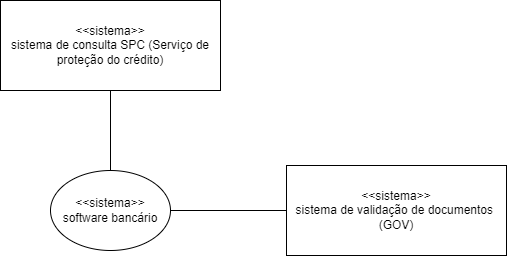 <<sistema>>
sistema de consulta SPC (Serviço de
proteção do crédito)
<<sistema>>
software bancário
<<sistema>>
sistema de validação de documentos
(GOV)